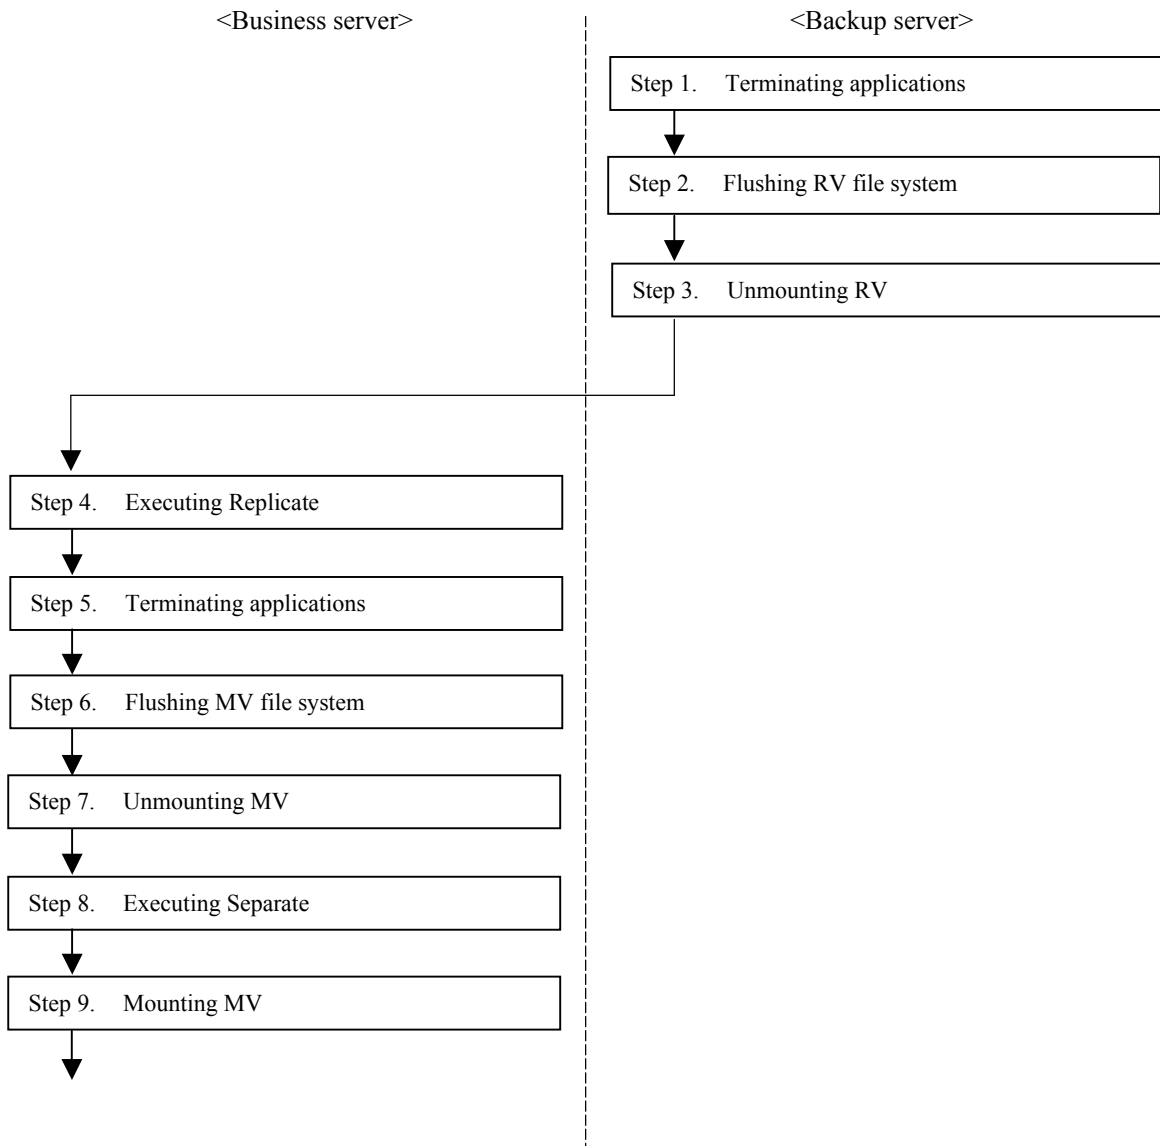 <Business server>
<Backup server>
Step 1. Terminating applications
Step 2. Flushing RV file system
Step 3. Unmounting RV
Step 4. Executing Replicate
Step 5. Terminating applications
Step 6. Flushing MV file system
Step 7. Unmounting MV
Step 8. Executing Separate
Step 9. Mounting MV